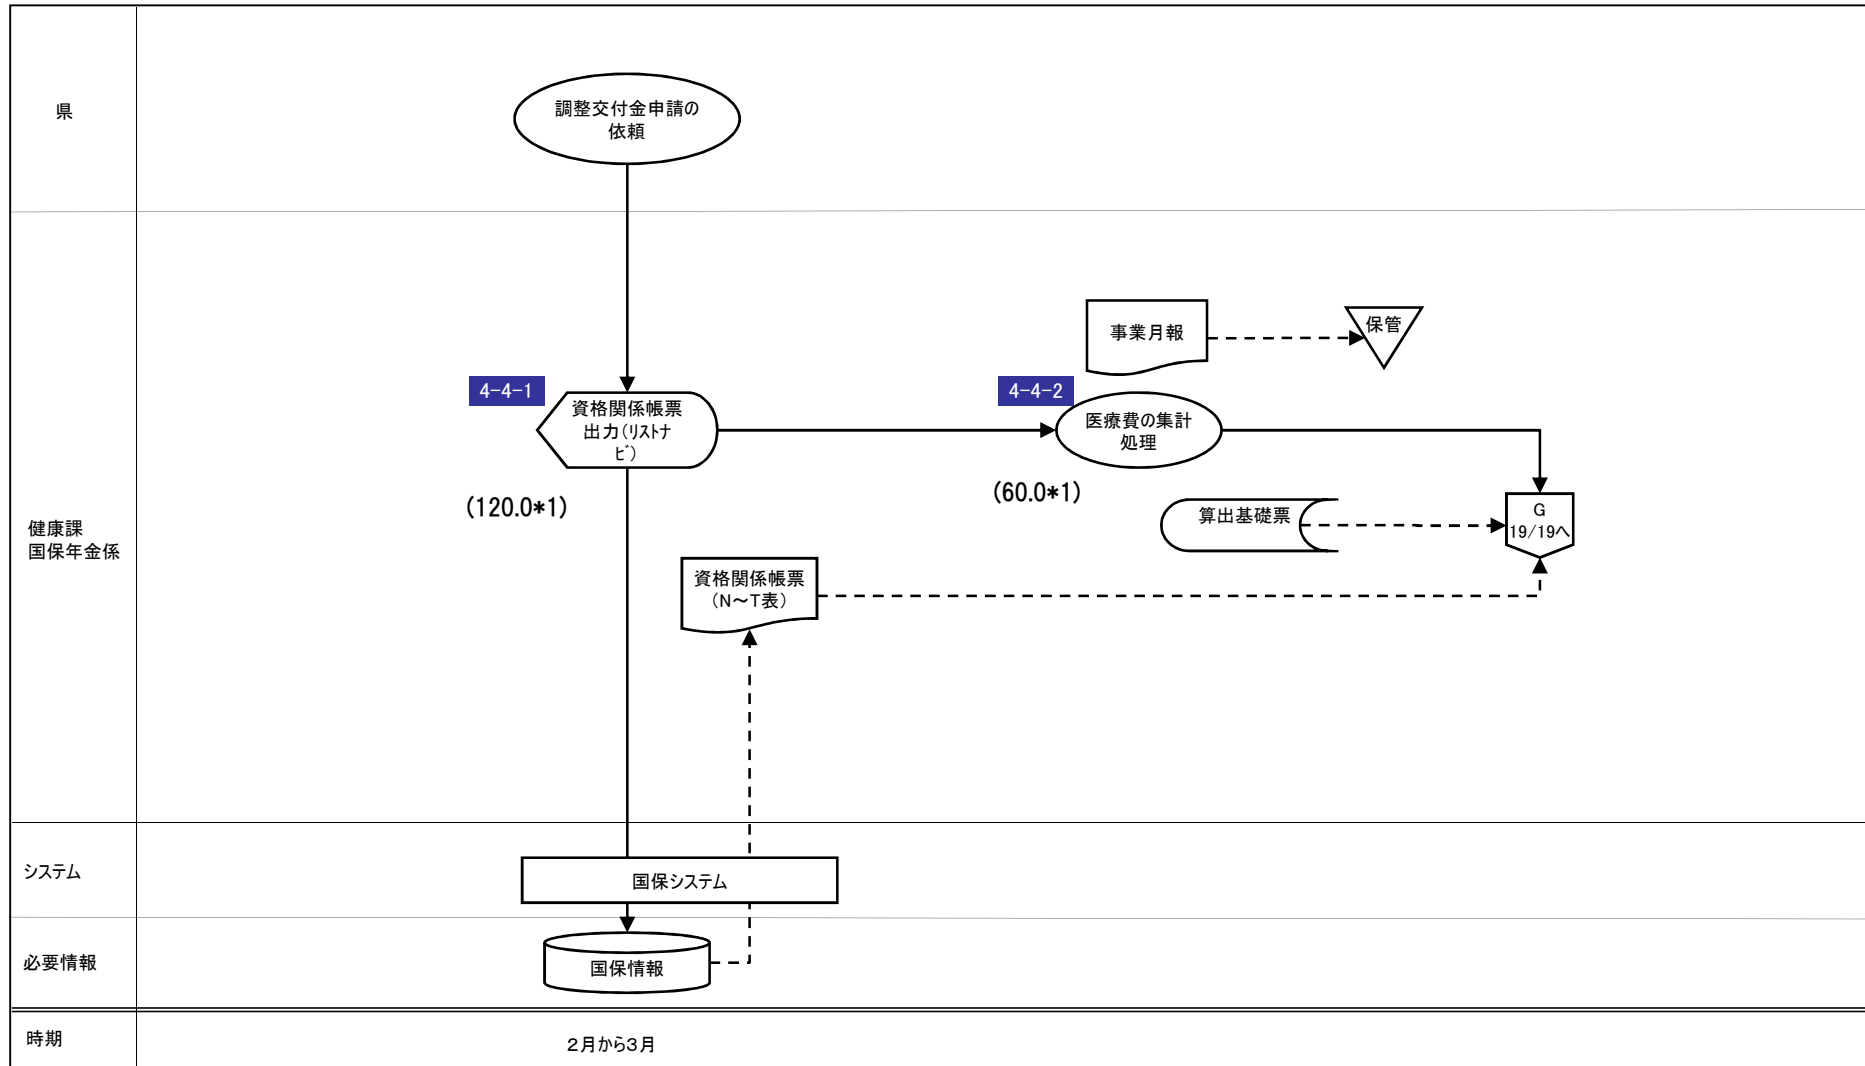 県
調整交付金申請の
依頼
事業月報
保管
4-4-1
資格関係帳票
出力(ﾘｽﾄﾅ
ﾋﾞ)
(120.0*1)
4-4-2
医療費の集計
処理
(60.0*1)
算出基礎票
G
19/19へ
健康課
国保年金係
資格関係帳票
(N～T表)
システム
国保システム
必要情報
国保情報
時期
２月から３月